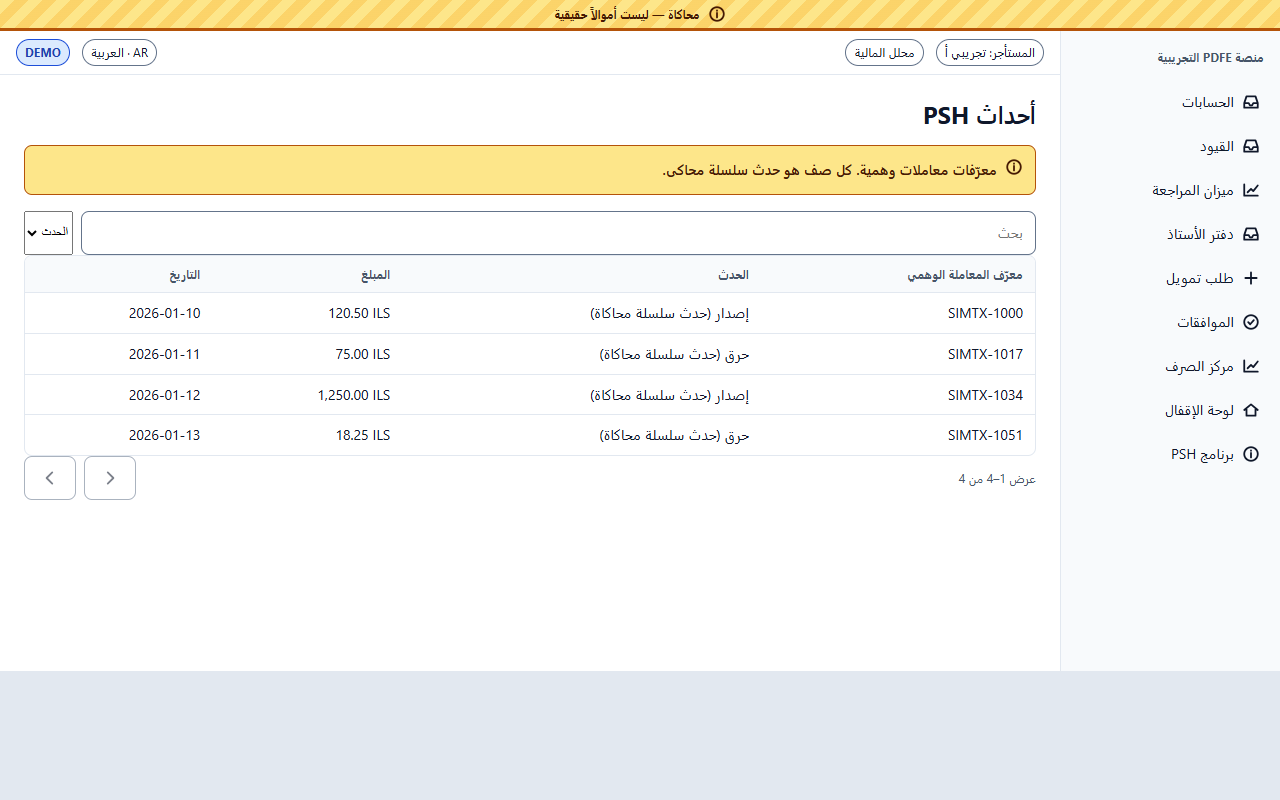 محاكاة — ليست أموالاً حقيقية
منصة PDFE التجريبية
الحسابات
القيود
ميزان المراجعة
دفتر الأستاذ
طلب تمويل
الموافقات
مركز الصرف
لوحة الإقفال
برنامج PSH
المستأجر: تجريبي أ
محلل المالية
AR · العربية
DEMO
أحداث PSH
معرّفات معاملات وهمية. كل صف هو حدث سلسلة محاكى.
بحث
الحدث
معرّف المعاملة الوهمي الحدث المبلغ التاريخ
SIMTX-1000 إصدار (حدث سلسلة محاكاة) 120.50 ILS 2026-01-10
SIMTX-1017 حرق (حدث سلسلة محاكاة) 75.00 ILS 2026-01-11
SIMTX-1034 إصدار (حدث سلسلة محاكاة) 1,250.00 ILS 2026-01-12
SIMTX-1051 حرق (حدث سلسلة محاكاة) 18.25 ILS 2026-01-13
عرض 1–4 من 4